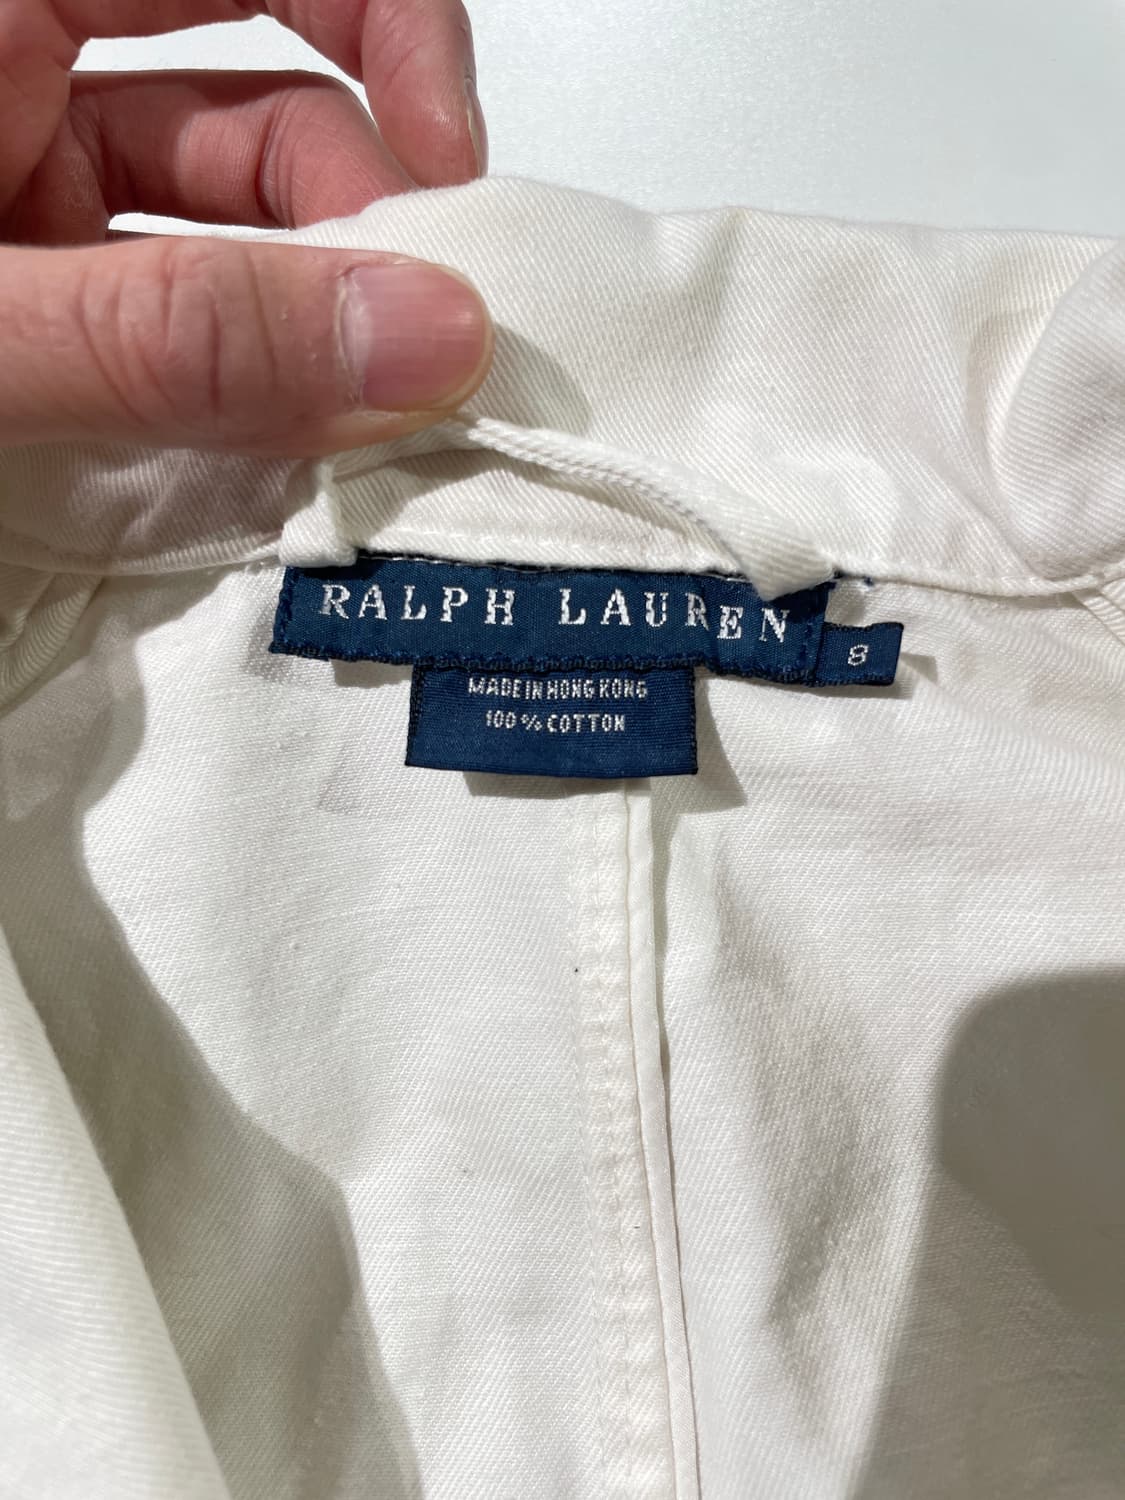 RALPH LAUREN
8
MADE IN HONG KONG
100% COTTON